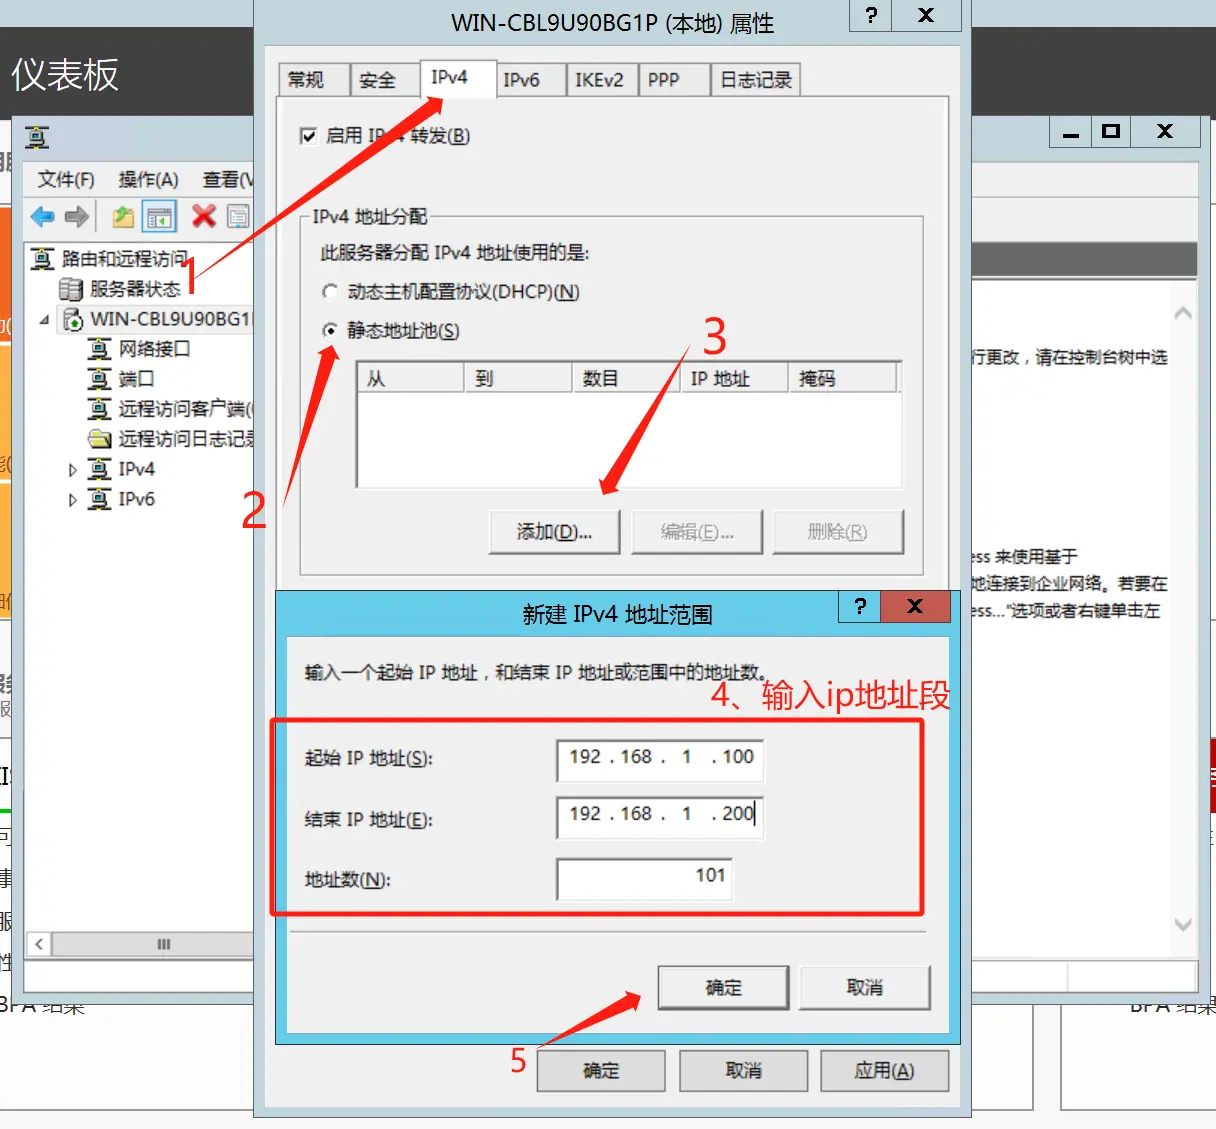 WIN-CBL9U90BG1P (本地) 属性
仪表板
常规 安全 IPv4 IPv6 IKEv2 PPP 日志记录
启用 IPv4 转发(B)
文件(F) 操作(A) 查看(V
IPv4 地址分配
此服务器分配 IPv4 地址使用的是:
动态主机配置协议(DHCP)(N)
静态地址池(S)
路由和远程访问
1
服务器状态
WIN-CBL9U90BG1
网络接口
端口
远程访问客户端(
远程访问日志记录
IPv4
IPv6
3
从 到 数目 IP 地址 掩码
行更改，请在控制台树中选
2
添加(D)... 编辑(E)... 删除(R)
ess 来使用基于
地连接到企业网络。若要在
ess..."选项或者右键单击左
新建 IPv4 地址范围
输入一个起始 IP 地址，和结束 IP 地址或范围中的地址数。
4、输入ip地址段
起始 IP 地址(S): 192 . 168 . 1 . 100
结束 IP 地址(E): 192 . 168 . 1 . 200
地址数(N): 101
确定 取消
5
确定 取消 应用(A)
BPA 结果
BPA 结果